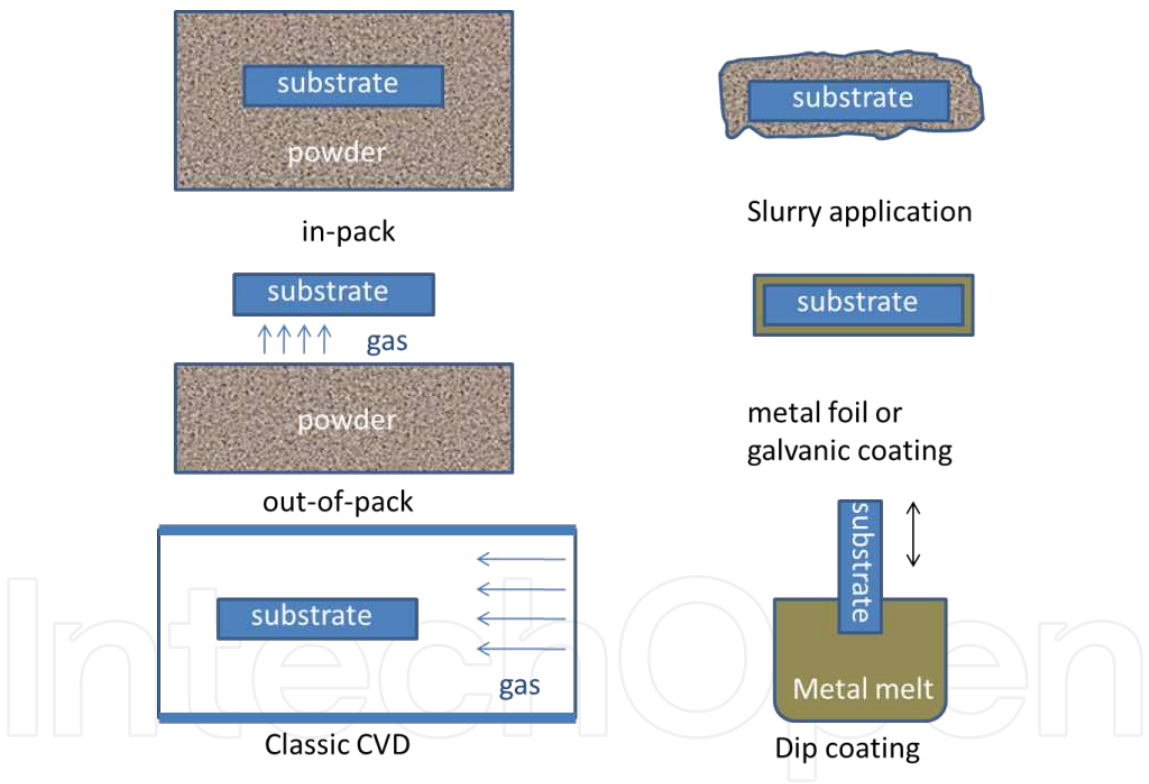 substrate
powder
in-pack
substrate
gas
powder
out-of-pack
substrate
gas
Classic CVD
substrate
Slurry application
substrate
metal foil or
galvanic coating
substrate
Metal melt
Dip coating
IntechOpen